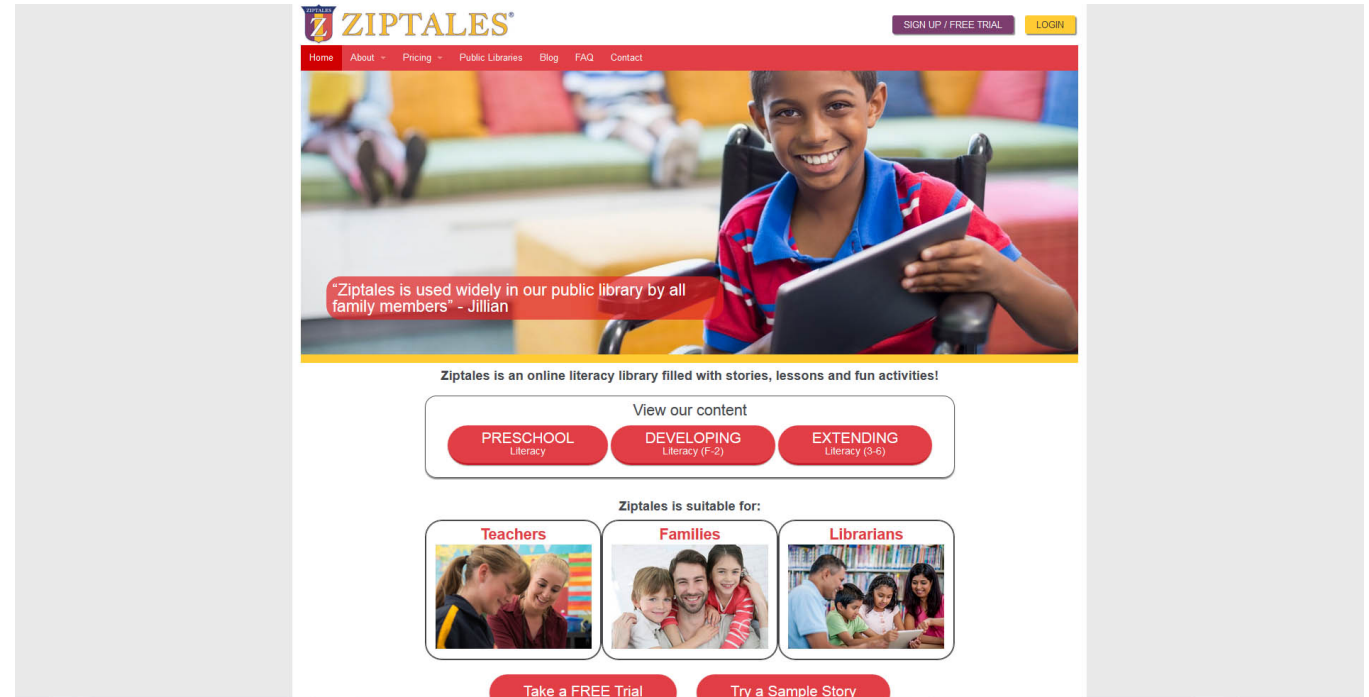 ZIPTALES
Z
ZIPTALES®
SIGN UP / FREE TRIAL
LOGIN
Home About Pricing Public Libraries Blog FAQ Contact
“Ziptales is used widely in our public library by all
family members” - Jillian
Ziptales is an online literacy library filled with stories, lessons and fun activities!
View our content
PRESCHOOL
Literacy
DEVELOPING
Literacy (F-2)
EXTENDING
Literacy (3-6)
Ziptales is suitable for:
Teachers
Families
Librarians
Take a FREE Trial
Try a Sample Story